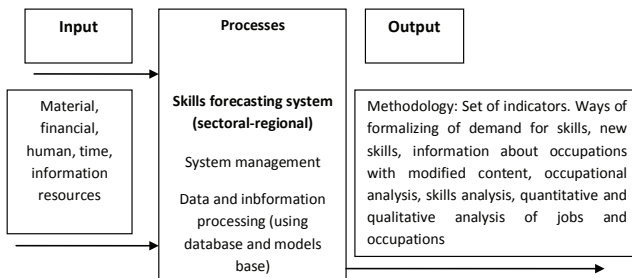 Input
Processes
Output
Material,
financial,
human, time,
information
resources
Skills forecasting system
(sectoral-regional)
System management
Data and inbformation
processing (using
database and models
base)
Methodology: Set of indicators. Ways of
formalizing of demand for skills, new
skills, information about occupations
with modified content, occupational
analysis, skills analysis, quantitative and
qualitative analysis of jobs and
occupations